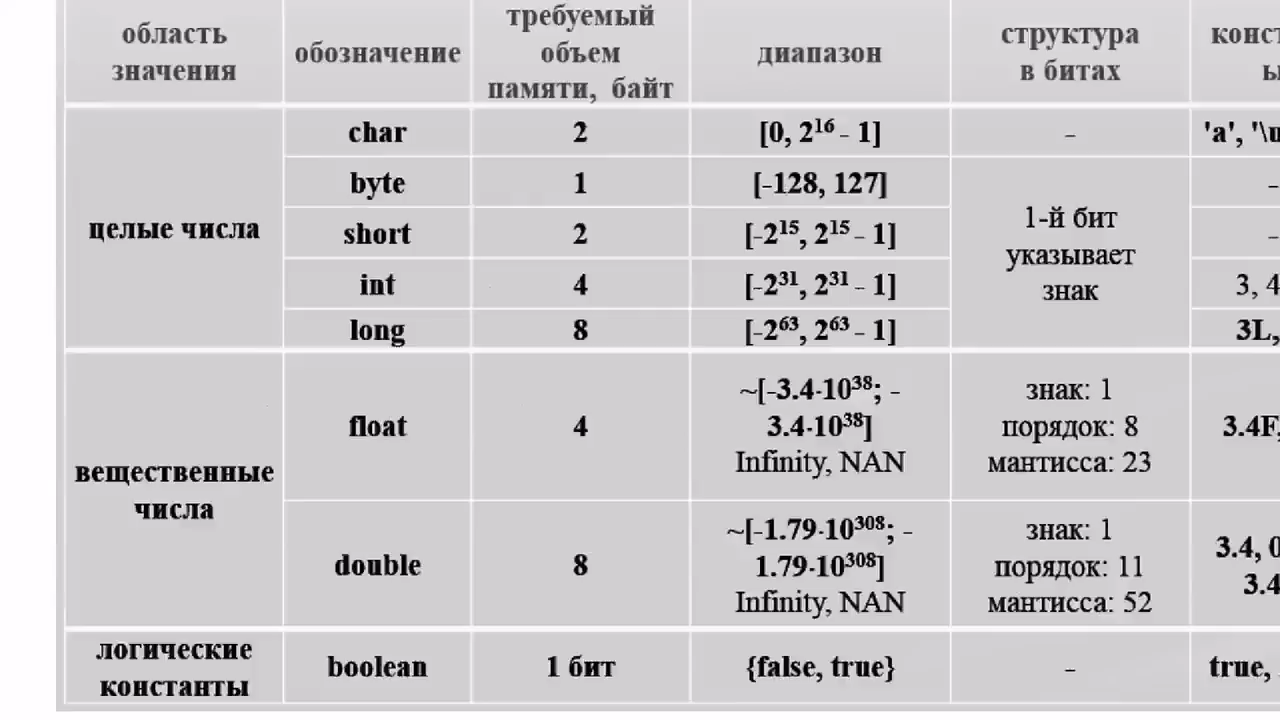 область
значения
обозначение
требуемый
объем
памяти, байт
диапазон
структура
в битах
целые числа
char
2
[0, 2¹⁶ - 1]
-
'a', '\u
byte
1
[-128, 127]
1-й бит
указывает
знак
-
short
2
[-2¹⁵, 2¹⁵ - 1]
-
int
4
[-2³¹, 2³¹ - 1]
3, 4
long
8
[-2⁶³, 2⁶³ - 1]
3L,
вещественные
числа
float
4
~[-3.4·10³⁸; -
3.4·10³⁸]
Infinity, NAN
знак: 1
порядок: 8
мантисса: 23
3.4F,
double
8
~[-1.79·10³⁰⁸; -
1.79·10³⁰⁸]
Infinity, NAN
знак: 1
порядок: 11
мантисса: 52
3.4, 0
3.4
логические
константы
boolean
1 бит
{false, true}
-
true,